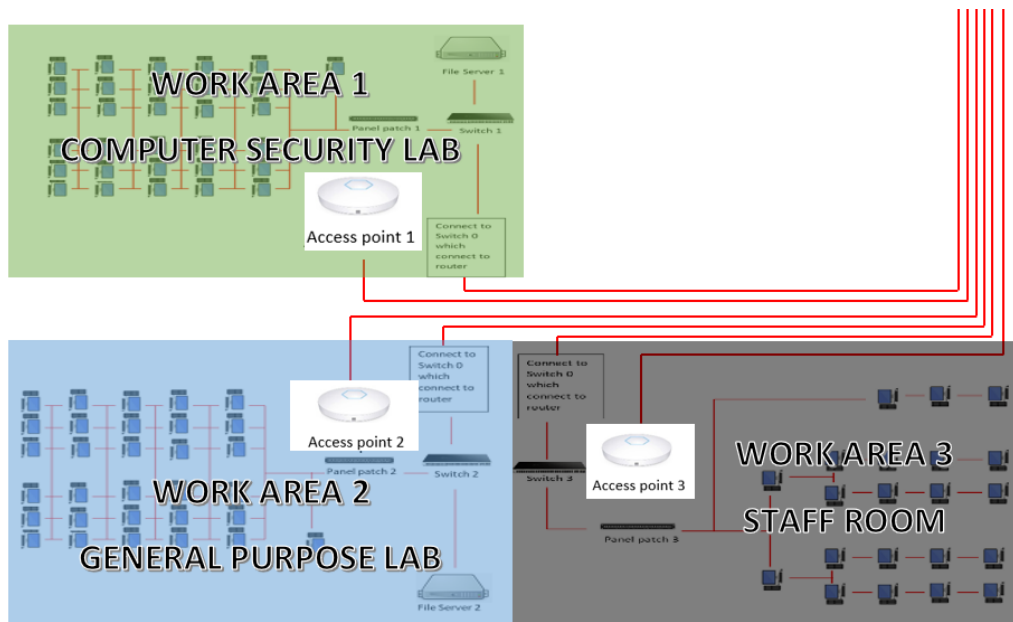 WORK AREA 1
COMPUTER SECURITY LAB
File Server 1
Panel patch 1
Switch 1
Access point 1
Connect to
Switch 0
which
connect to
router
WORK AREA 2
GENERAL PURPOSE LAB
Connect to
Switch 0
which
connect to
router
Access point 2
Panel patch 2
Switch 2
File Server 2
Connect to
Switch 0
which
connect to
router
Switch 3
Access point 3
Panel patch 3
WORK AREA 3
STAFF ROOM